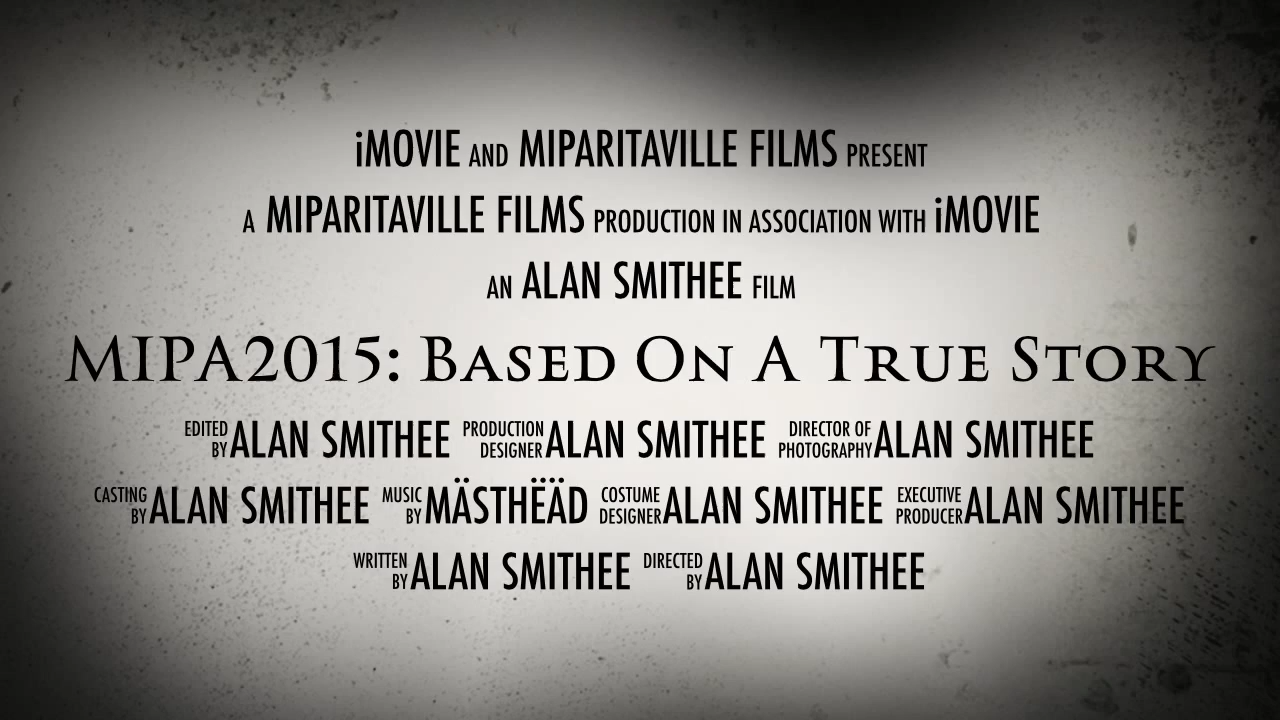 iMOVIE AND MIPARITAVILLE FILMS PRESENT
A MIPARITAVILLE FILMS PRODUCTION IN ASSOCIATION WITH iMOVIE
AN ALAN SMITHEE FILM
MIPA2015: BASED ON A TRUE STORY
EDITED BY ALAN SMITHEE PRODUCTION DESIGNER ALAN SMITHEE DIRECTOR OF PHOTOGRAPHY ALAN SMITHEE
CASTING BY ALAN SMITHEE MUSIC BY MÄSTHËÄD COSTUME DESIGNER ALAN SMITHEE EXECUTIVE PRODUCER ALAN SMITHEE
WRITTEN BY ALAN SMITHEE DIRECTED BY ALAN SMITHEE